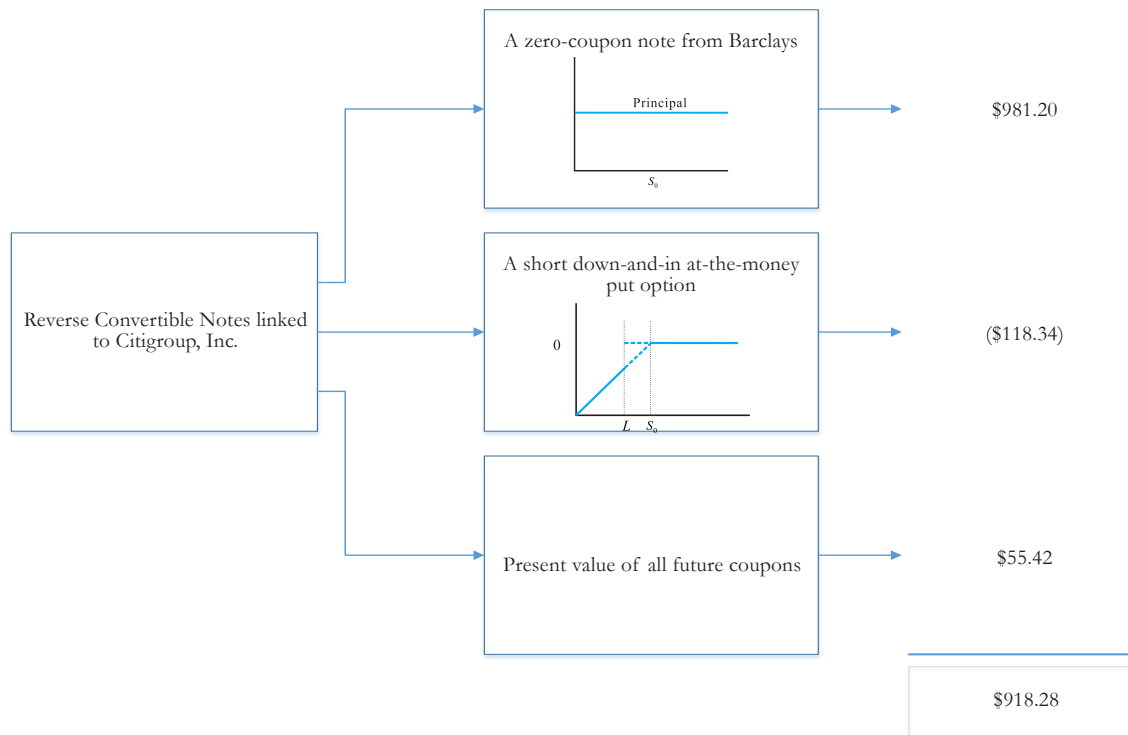 A zero-coupon note from Barclays
Principal
S₀
$981.20
Reverse Convertible Notes linked
to Citigroup, Inc.
A short down-and-in at-the-money
put option
0
L S₀
($118.34)
Present value of all future coupons
$55.42
$918.28